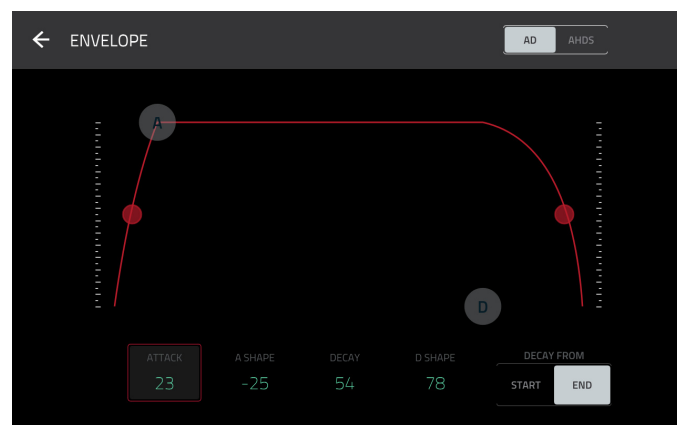 ENVELOPE
AD AHDS
A
D
ATTACK A SHAPE DECAY D SHAPE DECAY FROM
23 -25 54 78 START END